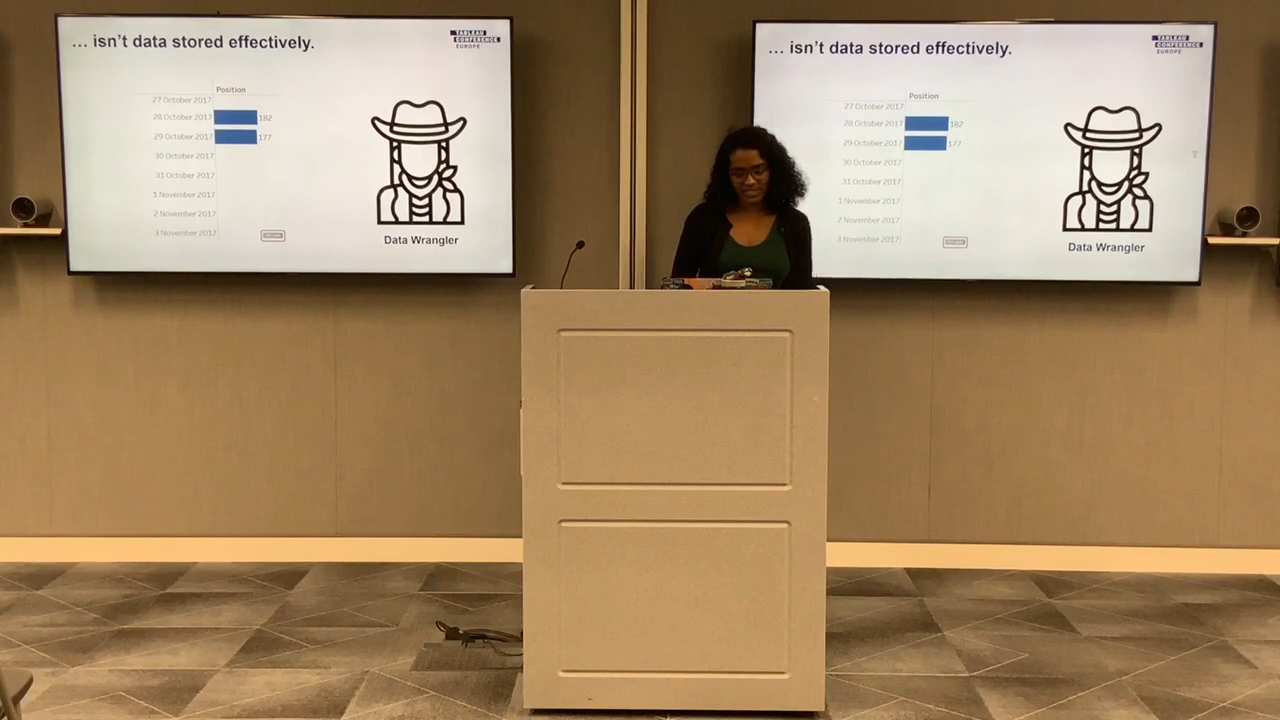 ... isn't data stored effectively.
TABLEAU
CONFERENCE
EUROPE
Position
27 October 2017
28 October 2017 182
29 October 2017 177
30 October 2017
31 October 2017
1 November 2017
2 November 2017
3 November 2017
Data Wrangler
... isn't data stored effectively.
TABLEAU
CONFERENCE
EUROPE
Position
27 October 2017
28 October 2017 182
29 October 2017 177
30 October 2017
31 October 2017
1 November 2017
2 November 2017
3 November 2017
Data Wrangler